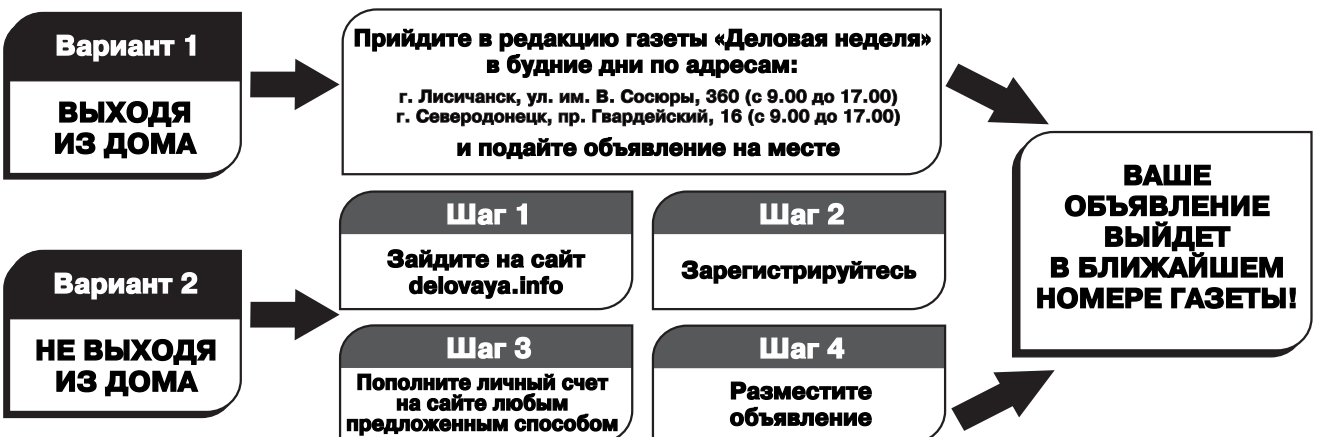 Вариант 1
ВЫХОДЯ
ИЗ ДОМА
Прийдите в редакцию газеты «Деловая неделя»
в будние дни по адресам:
г. Лисичанск, ул. им. В. Сосюры, 360 (с 9.00 до 17.00)
г. Северодонецк, пр. Гвардейский, 16 (с 9.00 до 17.00)
и подайте объявление на месте
Вариант 2
НЕ ВЫХОДЯ
ИЗ ДОМА
Шаг 1
Зайдите на сайт
delovaya.info
Шаг 2
Зарегистрируйтесь
Шаг 3
Пополните личный счет
на сайте любым
предложенным способом
Шаг 4
Разместите
объявление
ВАШЕ
ОБЪЯВЛЕНИЕ
ВЫЙДЕТ
В БЛИЖАЙШЕМ
НОМЕРЕ ГАЗЕТЫ!